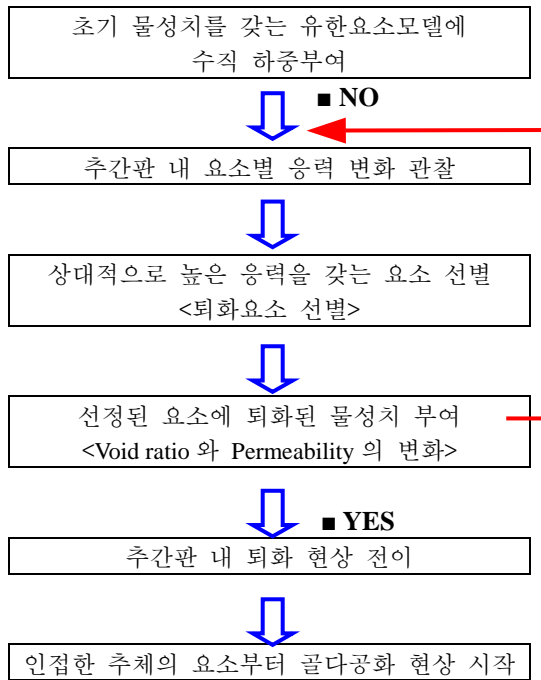 초기 물성치를 갖는 유한요소모델에
수직 하중부여
■ NO
추간판 내 요소별 응력 변화 관찰
상대적으로 높은 응력을 갖는 요소 선별
<퇴화요소 선별>
선정된 요소에 퇴화된 물성치 부여
<Void ratio 와 Permeability 의 변화>
■ YES
추간판 내 퇴화 현상 전이
인접한 추체의 요소부터 골다공화 현상 시작